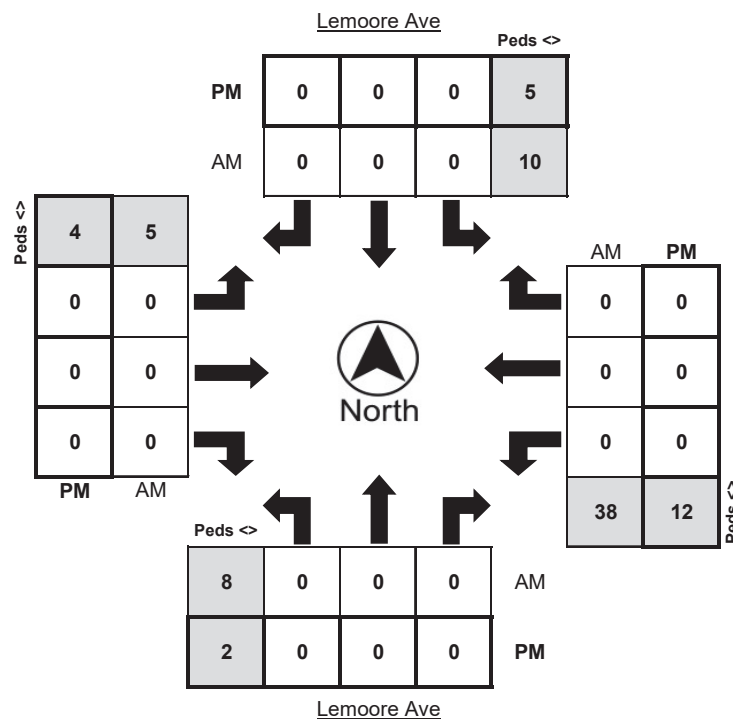 Lemoore Ave
Peds <>
PM 0 0 0 5
AM 0 0 0 10
Peds <>
4 5
0 0
0 0
0 0
PM AM
AM PM
0 0
0 0
0 0
38 12
Peds <>
North
Peds <>
8 0 0 0 AM
2 0 0 0 PM
Lemoore Ave